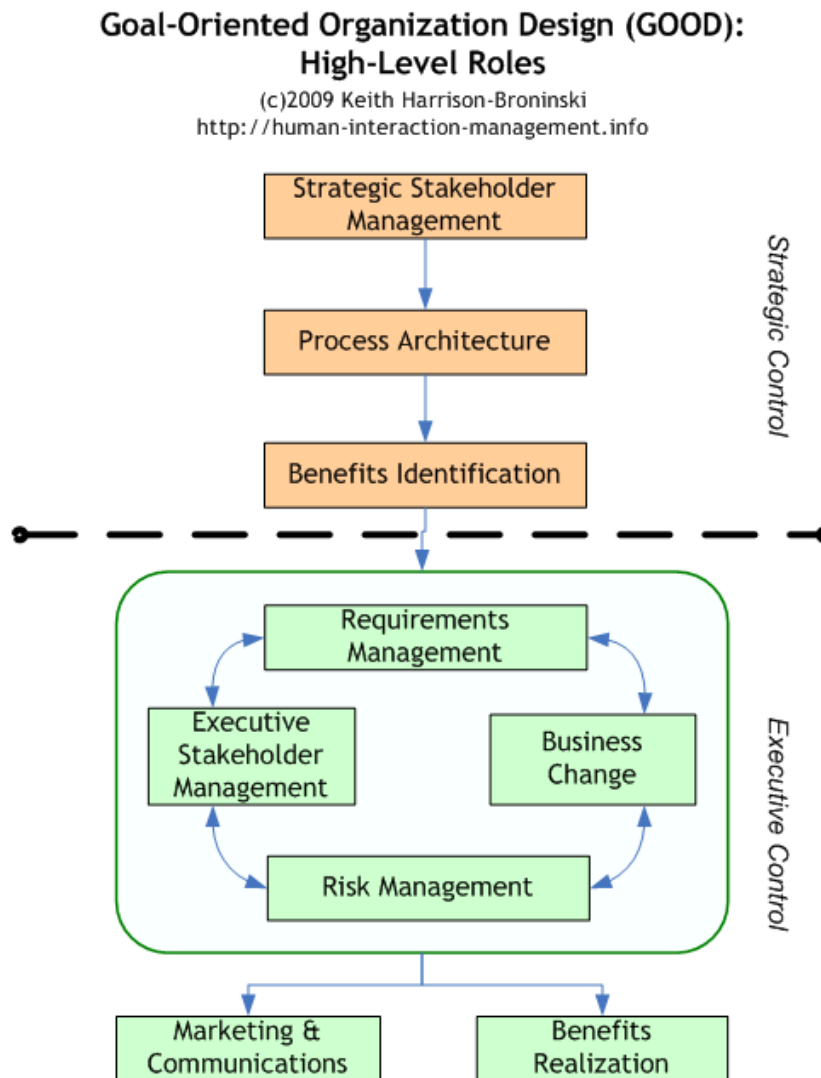 Goal-Oriented Organization Design (GOOD):
High-Level Roles
(c)2009 Keith Harrison-Broninski
http://human-interaction-management.info
Strategic Stakeholder
Management
Process Architecture
Benefits Identification
Strategic Control
Requirements
Management
Executive
Stakeholder
Management
Business
Change
Risk Management
Executive Control
Marketing &
Communications
Benefits
Realization